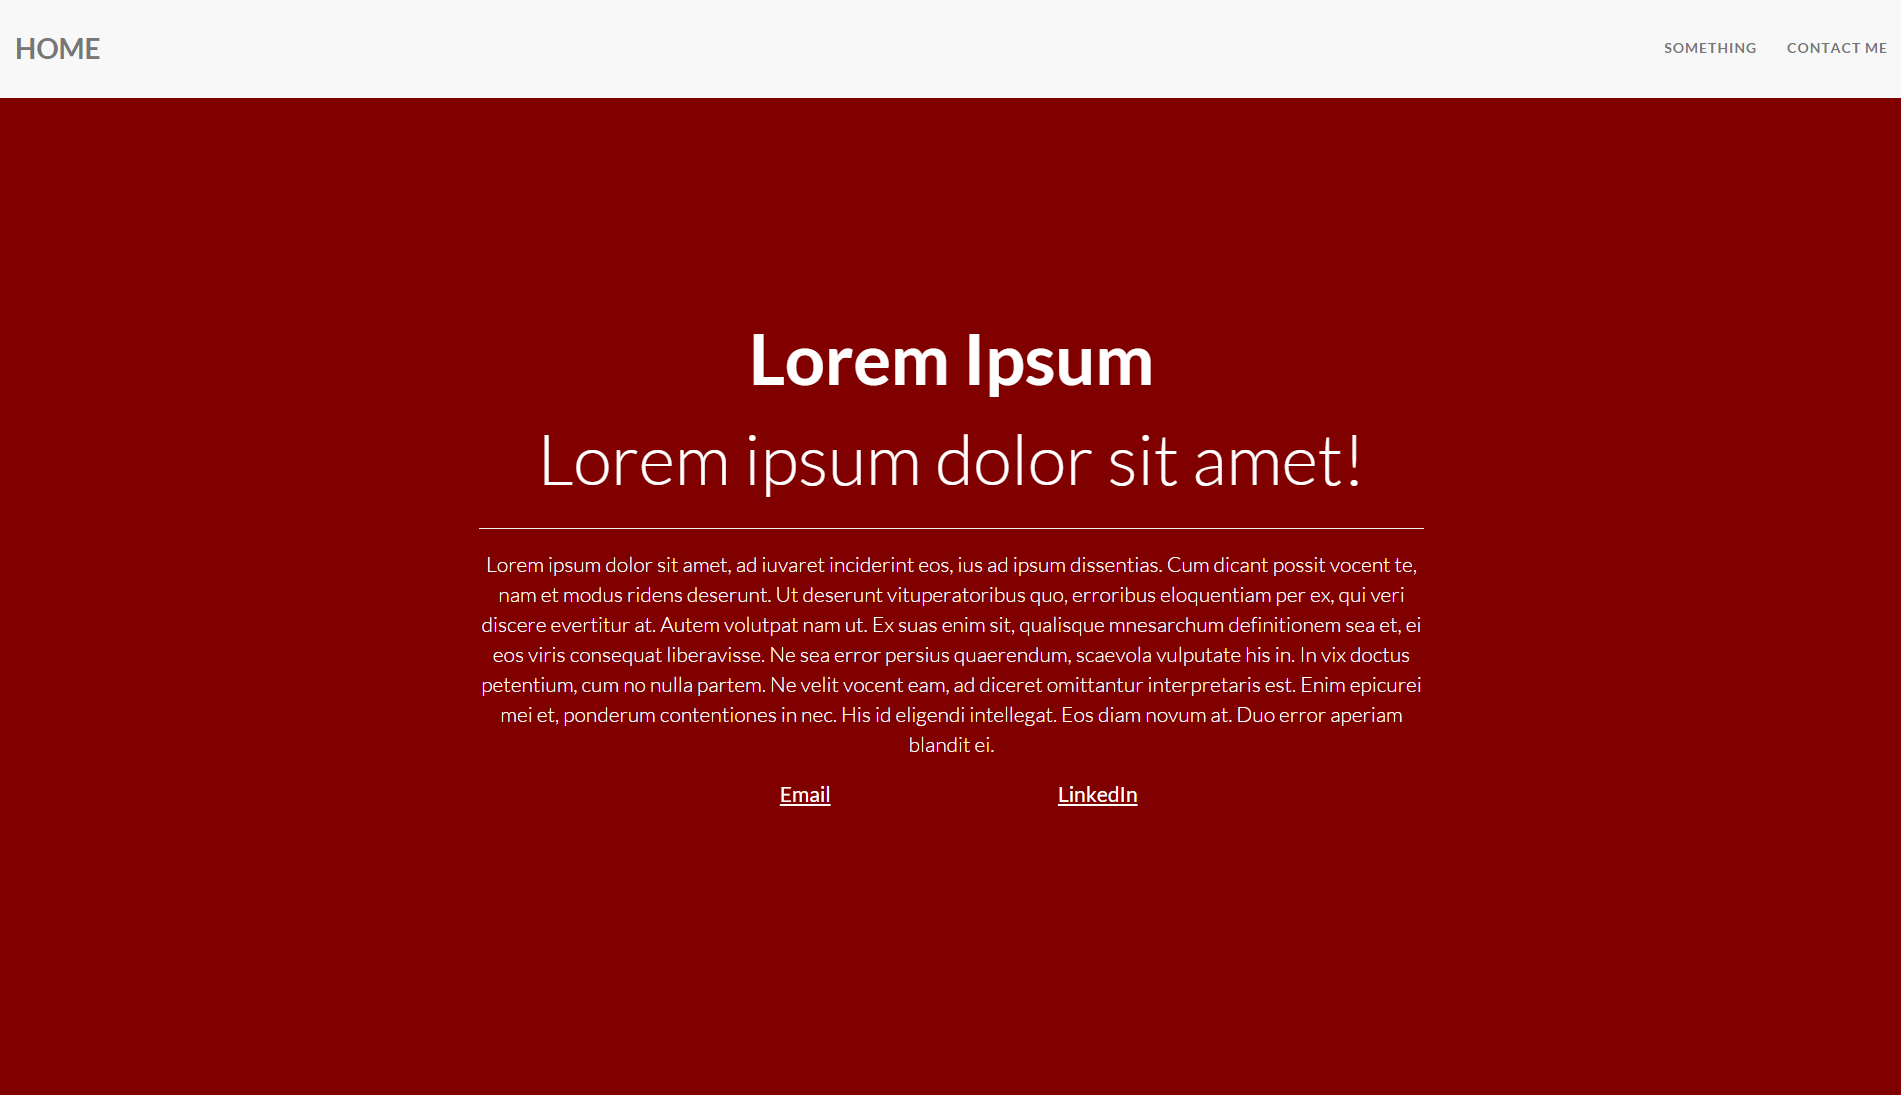 HOME
SOMETHING
CONTACT ME
Lorem Ipsum
Lorem ipsum dolor sit amet!
Lorem ipsum dolor sit amet, ad iuvaret inciderint eos, ius ad ipsum dissentias. Cum dicant possit vocent te,
nam et modus ridens deserunt. Ut deserunt vituperatoribus quo, erroribus eloquentiam per ex, qui veri
discere evertitur at. Autem volutpat nam ut. Ex suas enim sit, qualisque mnesarchum definitionem sea et, ei
eos viris consequat liberavisse. Ne sea error persius quaerendum, scaevola vulputate his in. In vix doctus
petentium, cum no nulla partem. Ne velit vocent eam, ad diceret omittantur interpretaris est. Enim epicurei
mei et, ponderum contentiones in nec. His id eligendi intellegat. Eos diam novum at. Duo error aperiam
blandit ei.
Email
LinkedIn